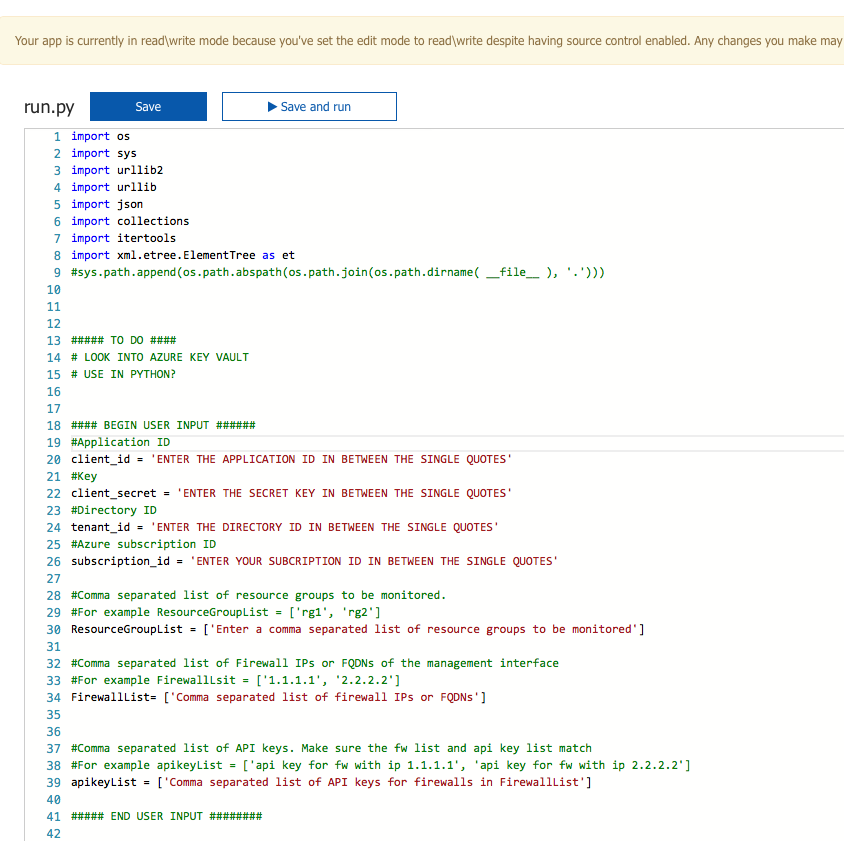 Your app is currently in read\write mode because you've set the edit mode to read\write despite having source control enabled. Any changes you make may
run.py Save Save and run
1 import os
2 import sys
3 import urllib2
4 import urllib
5 import json
6 import collections
7 import itertools
8 import xml.etree.ElementTree as et
9 #sys.path.append(os.path.abspath(os.path.join(os.path.dirname( __file__ ), '.')))
10
11
12
13 ##### TO DO ####
14 # LOOK INTO AZURE KEY VAULT
15 # USE IN PYTHON?
16
17
18 #### BEGIN USER INPUT ######
19 #Application ID
20 client_id = 'ENTER THE APPLICATION ID IN BETWEEN THE SINGLE QUOTES'
21 #Key
22 client_secret = 'ENTER THE SECRET KEY IN BETWEEN THE SINGLE QUOTES'
23 #Directory ID
24 tenant_id = 'ENTER THE DIRECTORY ID IN BETWEEN THE SINGLE QUOTES'
25 #Azure subscription ID
26 subscription_id = 'ENTER YOUR SUBCRIPTION ID IN BETWEEN THE SINGLE QUOTES'
27
28 #Comma separated list of resource groups to be monitored.
29 #For example ResourceGroupList = ['rg1', 'rg2']
30 ResourceGroupList = ['Enter a comma separated list of resource groups to be monitored']
31
32 #Comma separated list of Firewall IPs or FQDNs of the management interface
33 #For example FirewallLsit = ['1.1.1.1', '2.2.2.2']
34 FirewallList= ['Comma separated list of firewall IPs or FQDNs']
35
36
37 #Comma separated list of API keys. Make sure the fw list and api key list match
38 #For example apikeyList = ['api key for fw with ip 1.1.1.1', 'api key for fw with ip 2.2.2.2']
39 apikeyList = ['Comma separated list of API keys for firewalls in FirewallList']
40
41 ##### END USER INPUT ########
42